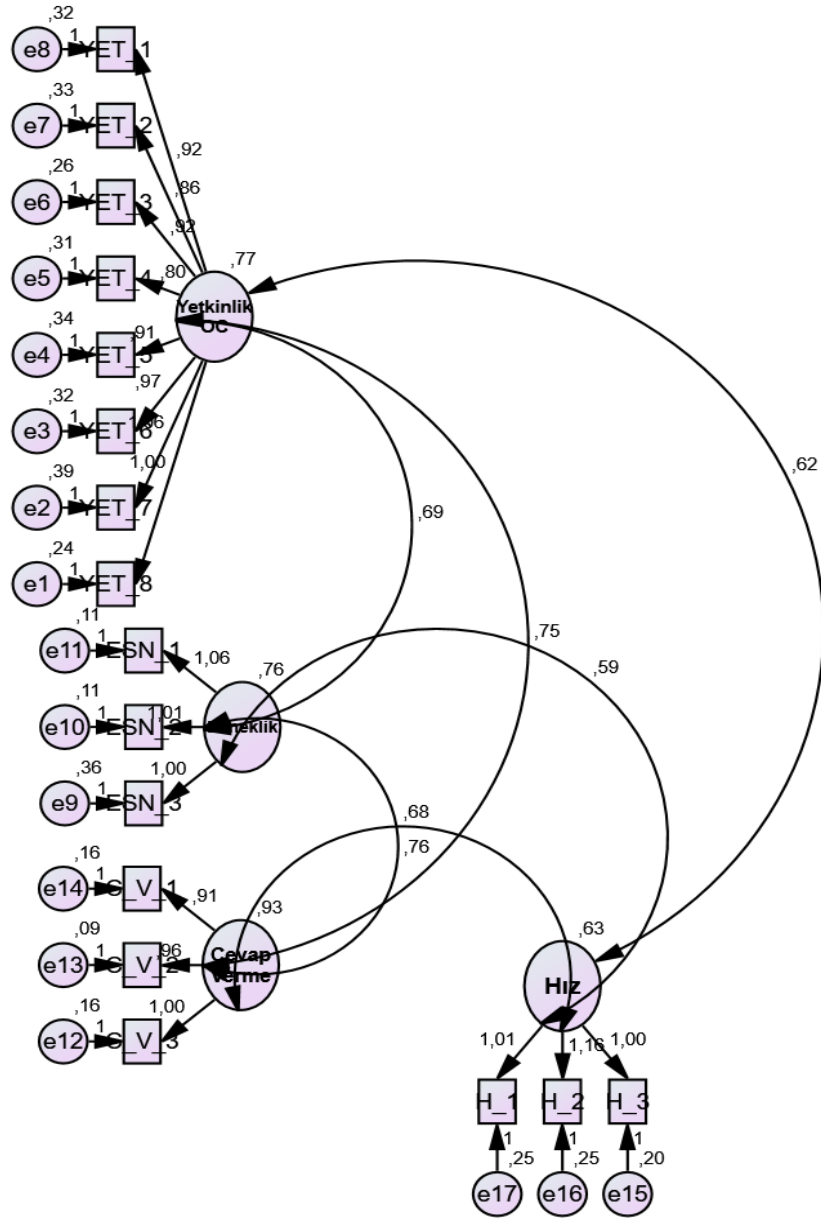 ,32
e8 1 YET_1
,33
e7 1 YET_2
,92
,26
,86
e6 1 YET_3
,92
,31
,77
e5 1 YET_4
,80
Yetkinlik
,34
OC
,91
e4 1 YET_5
,97
,32
e3 1 YET_6
,62
,39
1,00
e2 1 YET_7
,69
,24
e1 1 YET_8
,11
,75
e11 1 ESN_1
1,06
,76
,59
,11
1,01
e10 1 ESN_2
,36
1,00
e9 1 ESN_3
,68
,76
,16
e14 1 C_V_1
,91
,93
,63
,09
,96
Cevap
e13 1 C_V_2
Verme
Hız
,16
1,00
e12 1 C_V_3
1,01
1,16
1,00
H_1 H_2 H_3
1 1 1
,25 ,25 ,20
e17 e16 e15